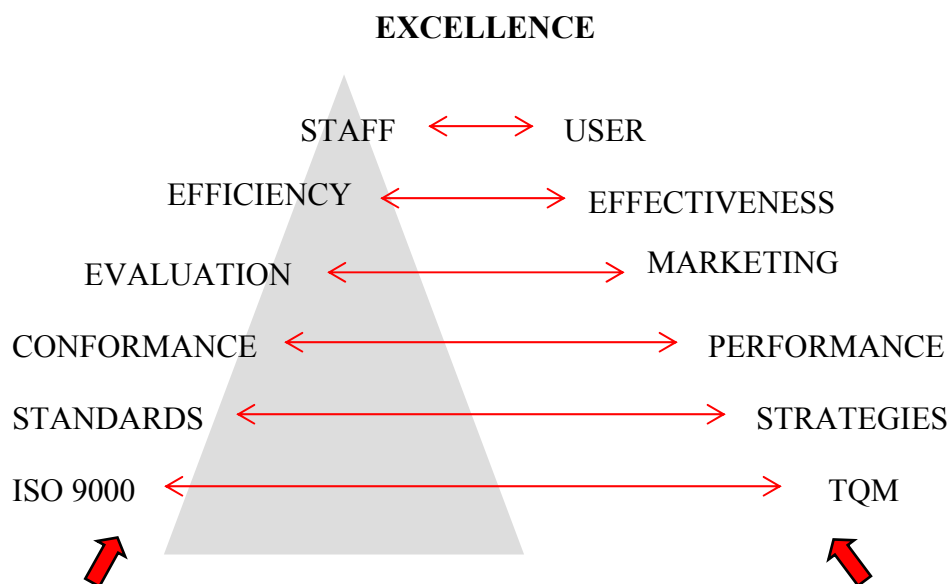 EXCELLENCE
STAFF USER
EFFICIENCY EFFECTIVENESS
EVALUATION MARKETING
CONFORMANCE PERFORMANCE
STANDARDS STRATEGIES
ISO 9000 TQM